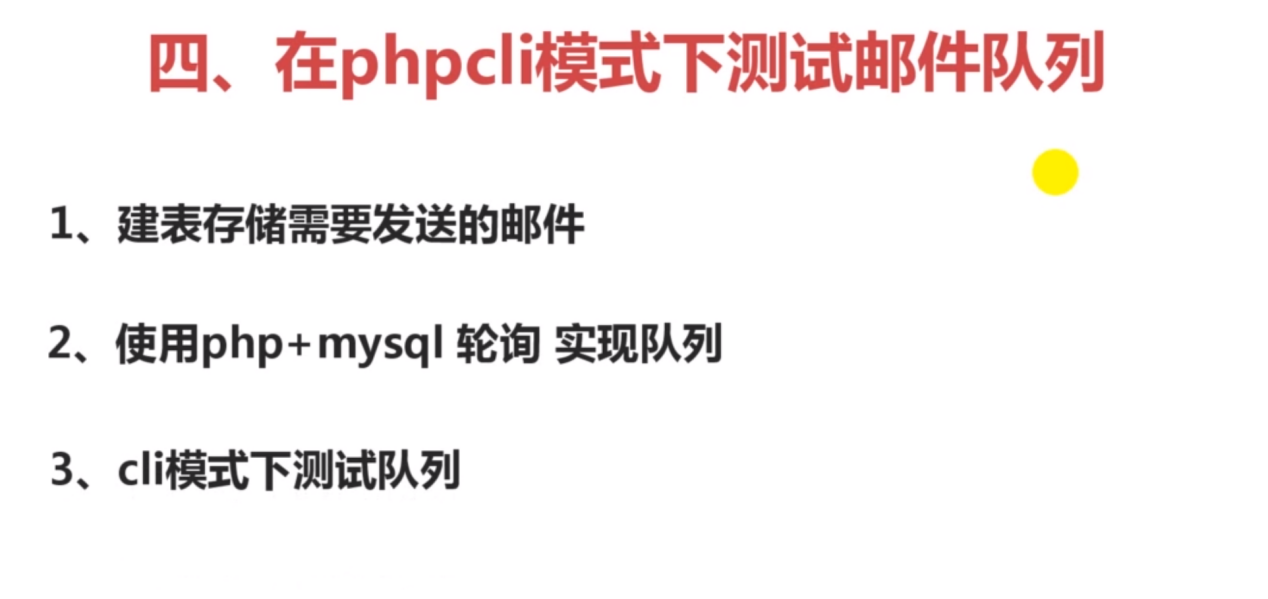 四、在phpcli模式下测试邮件队列
1、建表存储需要发送的邮件
2、使用php+mysql 轮询 实现队列
3、cli模式下测试队列